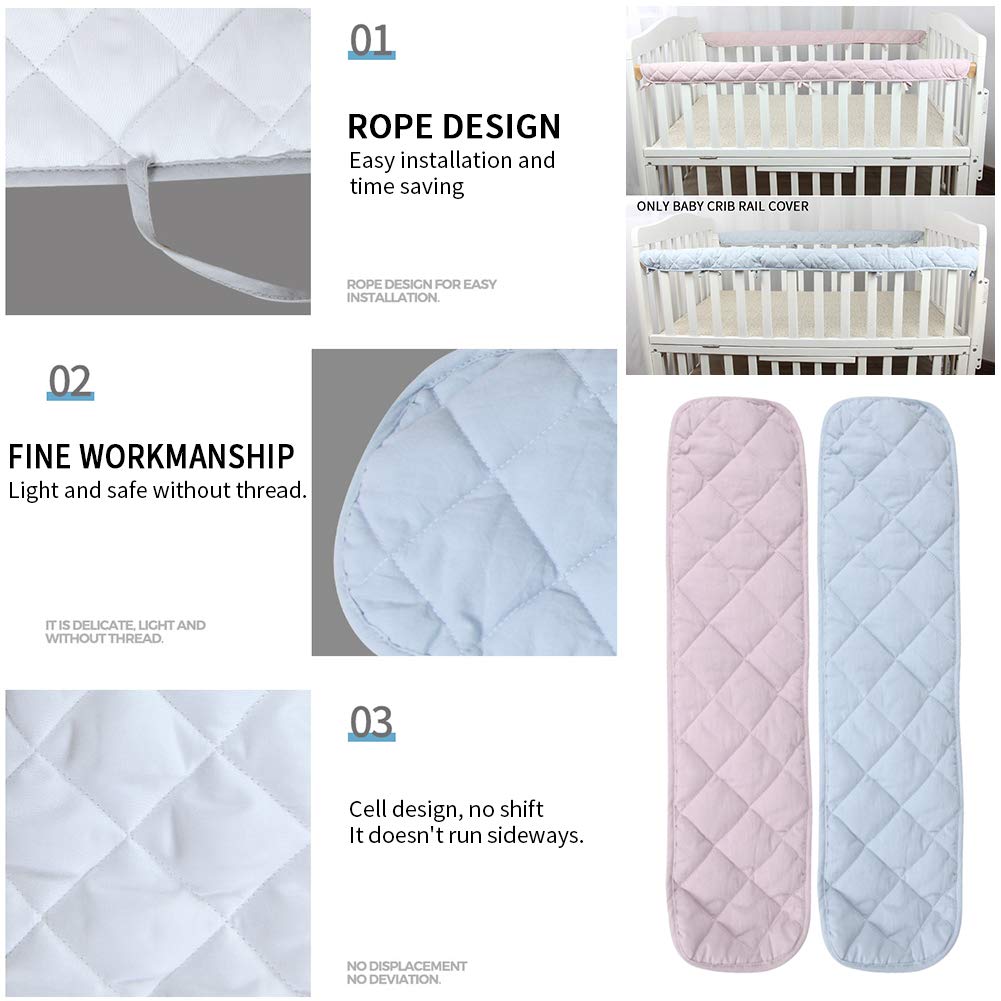 01
ROPE DESIGN
Easy installation and
time saving
ROPE DESIGN FOR EASY
INSTALLATION.
ONLY BABY CRIB RAIL COVER
02
FINE WORKMANSHIP
Light and safe without thread.
IT IS DELICATE, LIGHT AND
WITHOUT THREAD.
03
Cell design, no shift
It doesn't run sideways.
NO DISPLACEMENT
NO DEVIATION.